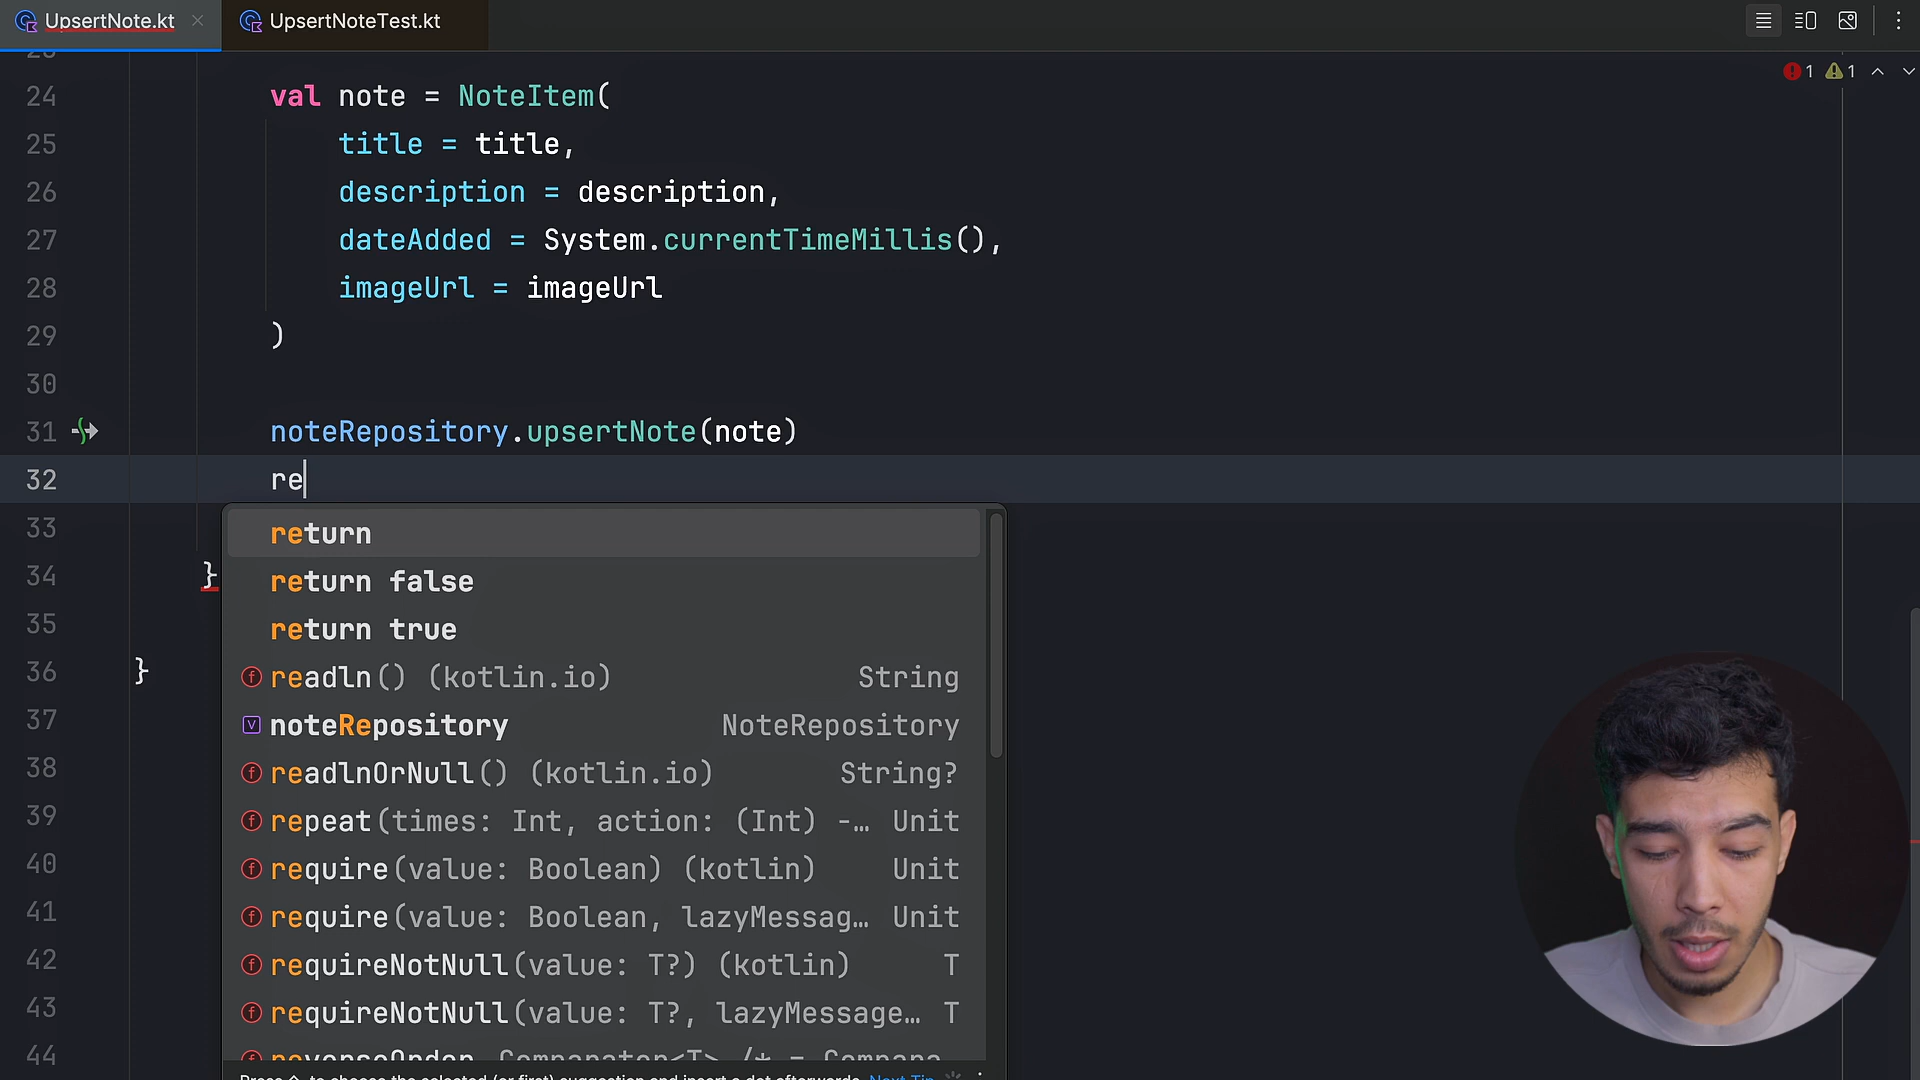 UpsertNote.kt
UpsertNoteTest.kt
1 1
24 val note = NoteItem(
25 title = title,
26 description = description,
27 dateAdded = System.currentTimeMillis(),
28 imageUrl = imageUrl
29 )
30
31 noteRepository.upsertNote(note)
32 re
33
34 }
35
36 }
37
38
39
40
41
42
43
44
return
return false
return true
readln() (kotlin.io) String
noteRepository NoteRepository
readlnOrNull() (kotlin.io) String?
repeat(times: Int, action: (Int) -… Unit
require(value: Boolean) (kotlin) Unit
require(value: Boolean, lazyMessag… Unit
requireNotNull(value: T?) (kotlin) T
requireNotNull(value: T?, lazyMessage… T